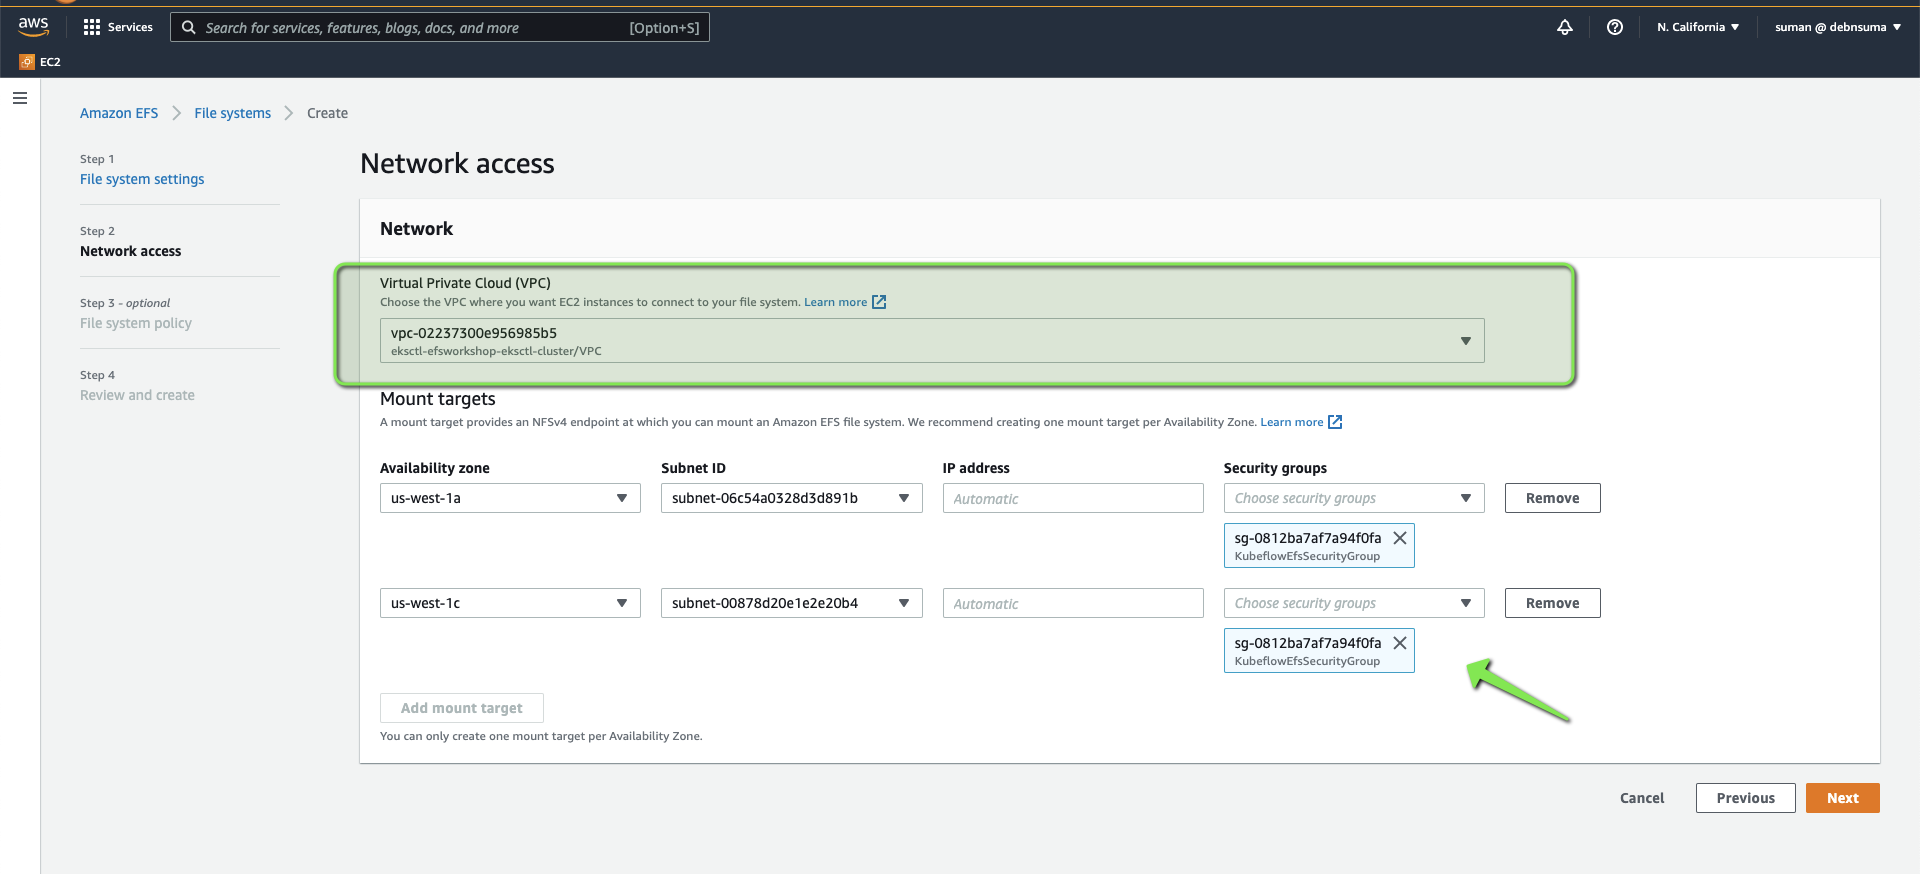 aws
Services
Search for services, features, blogs, docs, and more
[Option+S]
N. California
suman @ debnsuma
EC2
Amazon EFS
File systems
Create
Step 1
File system settings
Step 2
Network access
Step 3 - optional
File system policy
Step 4
Review and create
Network access
Network
Virtual Private Cloud (VPC)
Choose the VPC where you want EC2 instances to connect to your file system. Learn more
vpc-02237300e956985b5
eksctl-efsworkshop-eksctl-cluster/VPC
Mount targets
A mount target provides an NFSv4 endpoint at which you can mount an Amazon EFS file system. We recommend creating one mount target per Availability Zone. Learn more
Availability zone
Subnet ID
IP address
Security groups
us-west-1a
subnet-06c54a0328d3d891b
Automatic
Choose security groups
Remove
sg-0812ba7af7a94f0fa
KubeflowEfsSecurityGroup
us-west-1c
subnet-00878d20e1e2e20b4
Automatic
Choose security groups
Remove
sg-0812ba7af7a94f0fa
KubeflowEfsSecurityGroup
Add mount target
You can only create one mount target per Availability Zone.
Cancel
Previous
Next